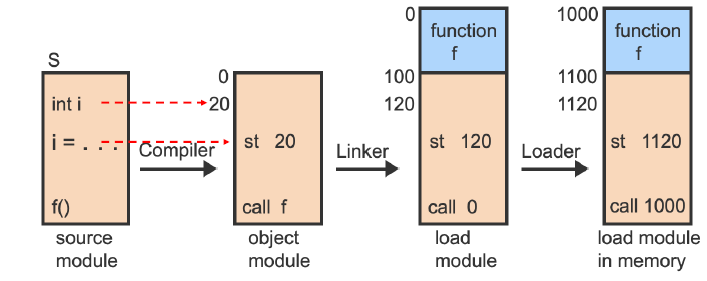 S
int i
i = . . .
f()
source
module
Compiler
0
20
st 20
call f
object
module
Linker
0
100
120
function
f
st 120
call 0
load
module
Loader
1000
1100
1120
function
f
st 1120
call 1000
load module
in memory